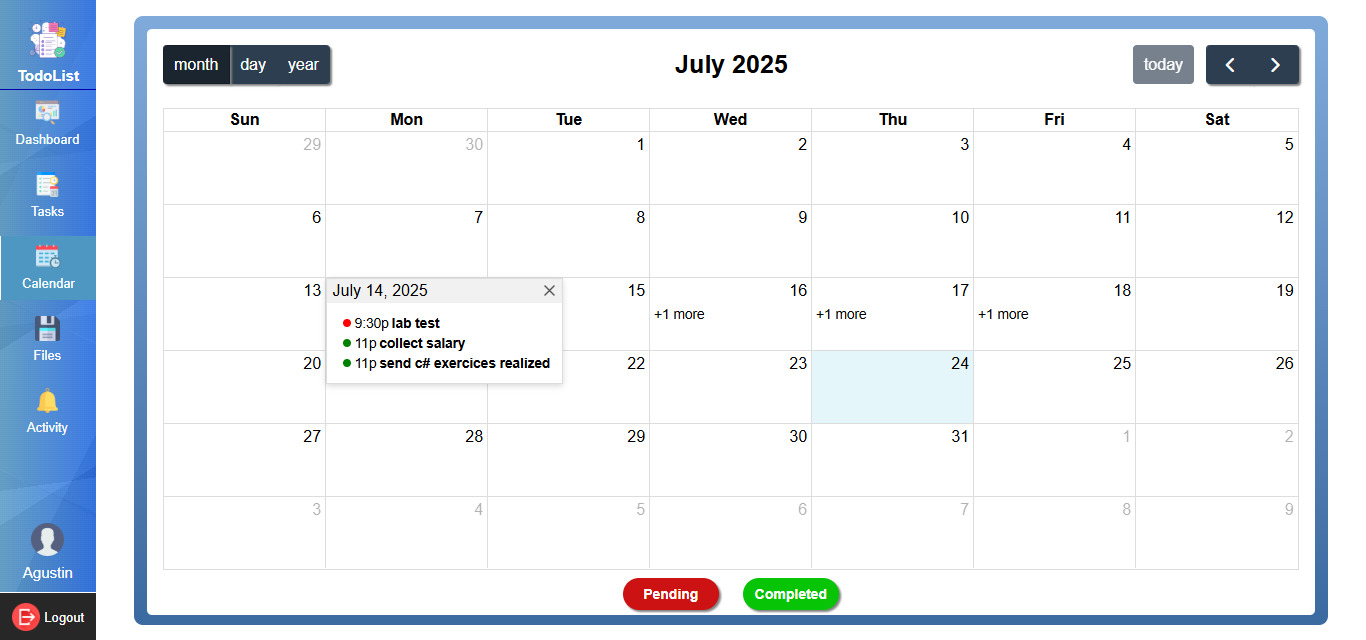 TodoList
Dashboard
Tasks
Calendar
Files
Activity
Agustin
Logout
month day year
July 2025
today
Sun Mon Tue Wed Thu Fri Sat
29 30 1 2 3 4 5
6 7 8 9 10 11 12
13 15 16 17 18 19
+1 more +1 more +1 more
July 14, 2025
9:30p lab test
11p collect salary
11p send c# exercices realized
20 22 23 24 25 26
27 28 29 30 31 1 2
3 4 5 6 7 8 9
Pending
Completed